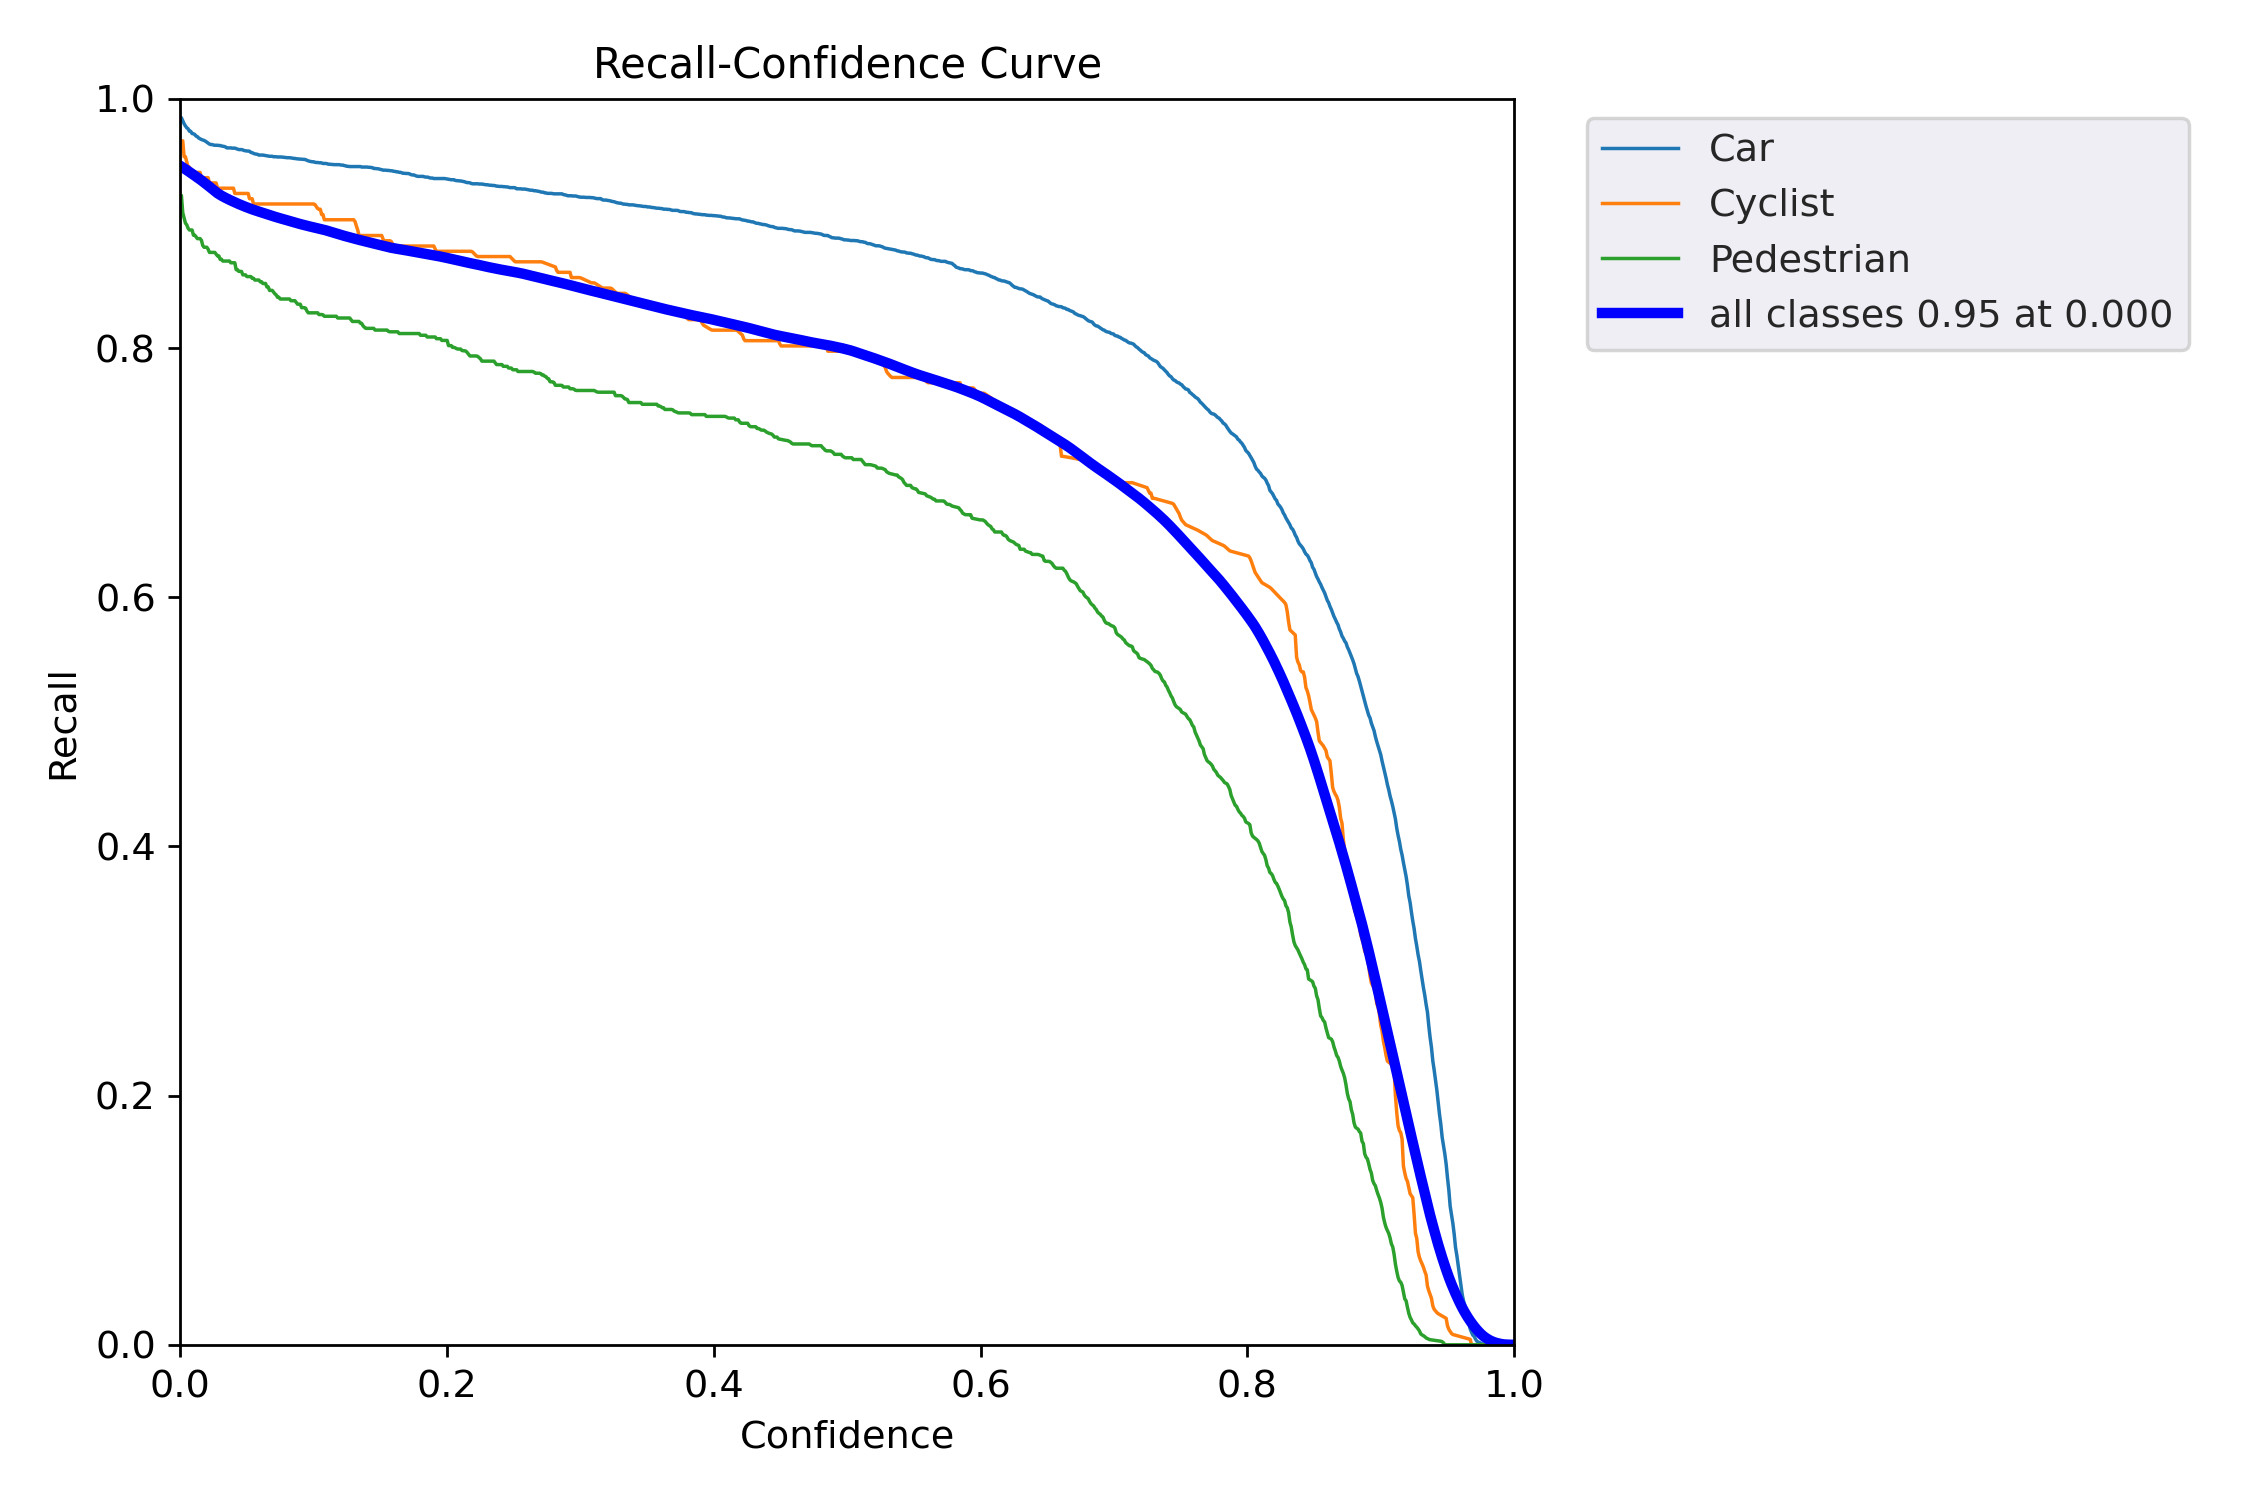 Recall-Confidence Curve
1.0
0.8
0.6
0.4
0.2
0.0
Recall
0.0 0.2 0.4 0.6 0.8 1.0
Confidence
Car
Cyclist
Pedestrian
all classes 0.95 at 0.000